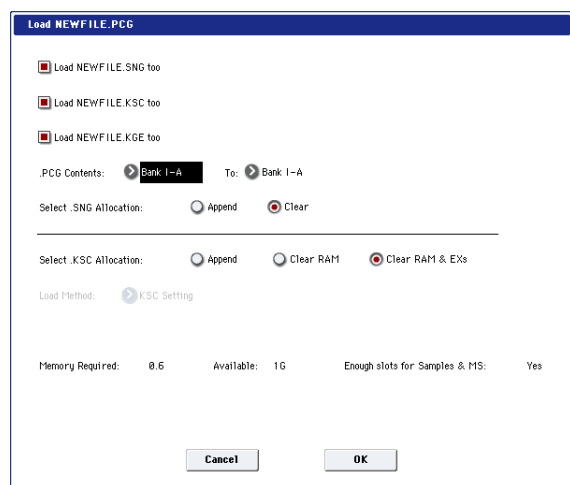 Load NEWFILE.PCG
Load NEWFILE.SNG too
Load NEWFILE.KSC too
Load NEWFILE.KGE too
.PCG Contents: Bank I-A To: Bank I-A
Select .SNG Allocation: Append Clear
Select .KSC Allocation: Append Clear RAM Clear RAM & EXs
Load Method: KSC Setting
Memory Required: 0.6 Available: 1G Enough slots for Samples & MS: Yes
Cancel OK